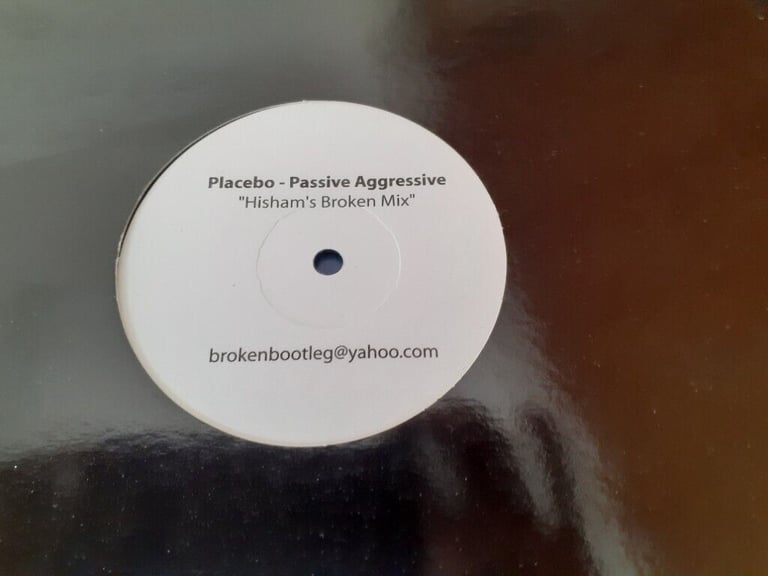 Placebo - Passive Aggressive
"Hisham's Broken Mix"
brokenbootleg@yahoo.com